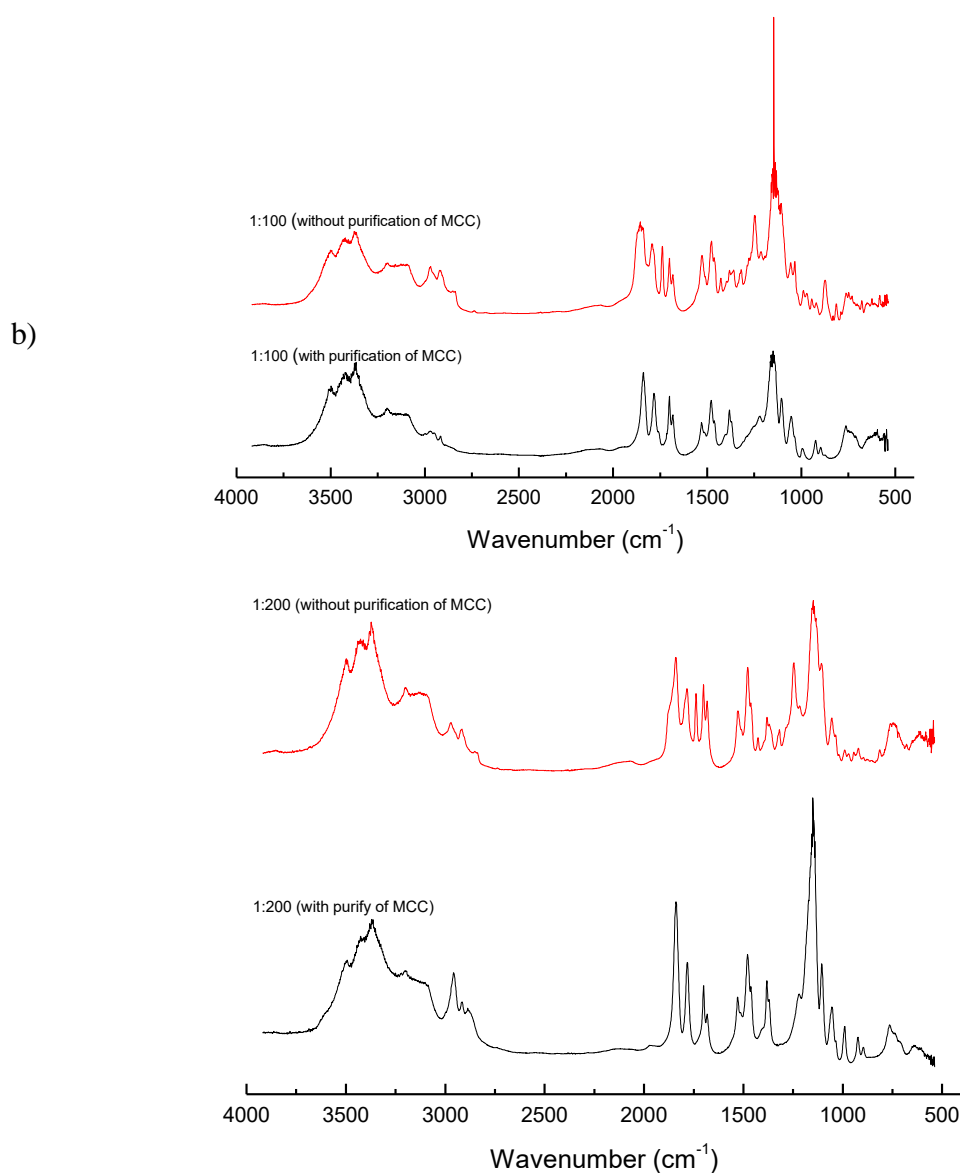 1:100 (without purification of MCC)
b)
1:100 (with purification of MCC)
4000 3500 3000 2500 2000 1500 1000 500
Wavenumber (cm-1)
1:200 (without purification of MCC)
1:200 (with purify of MCC)
4000 3500 3000 2500 2000 1500 1000 500
Wavenumber (cm-1)